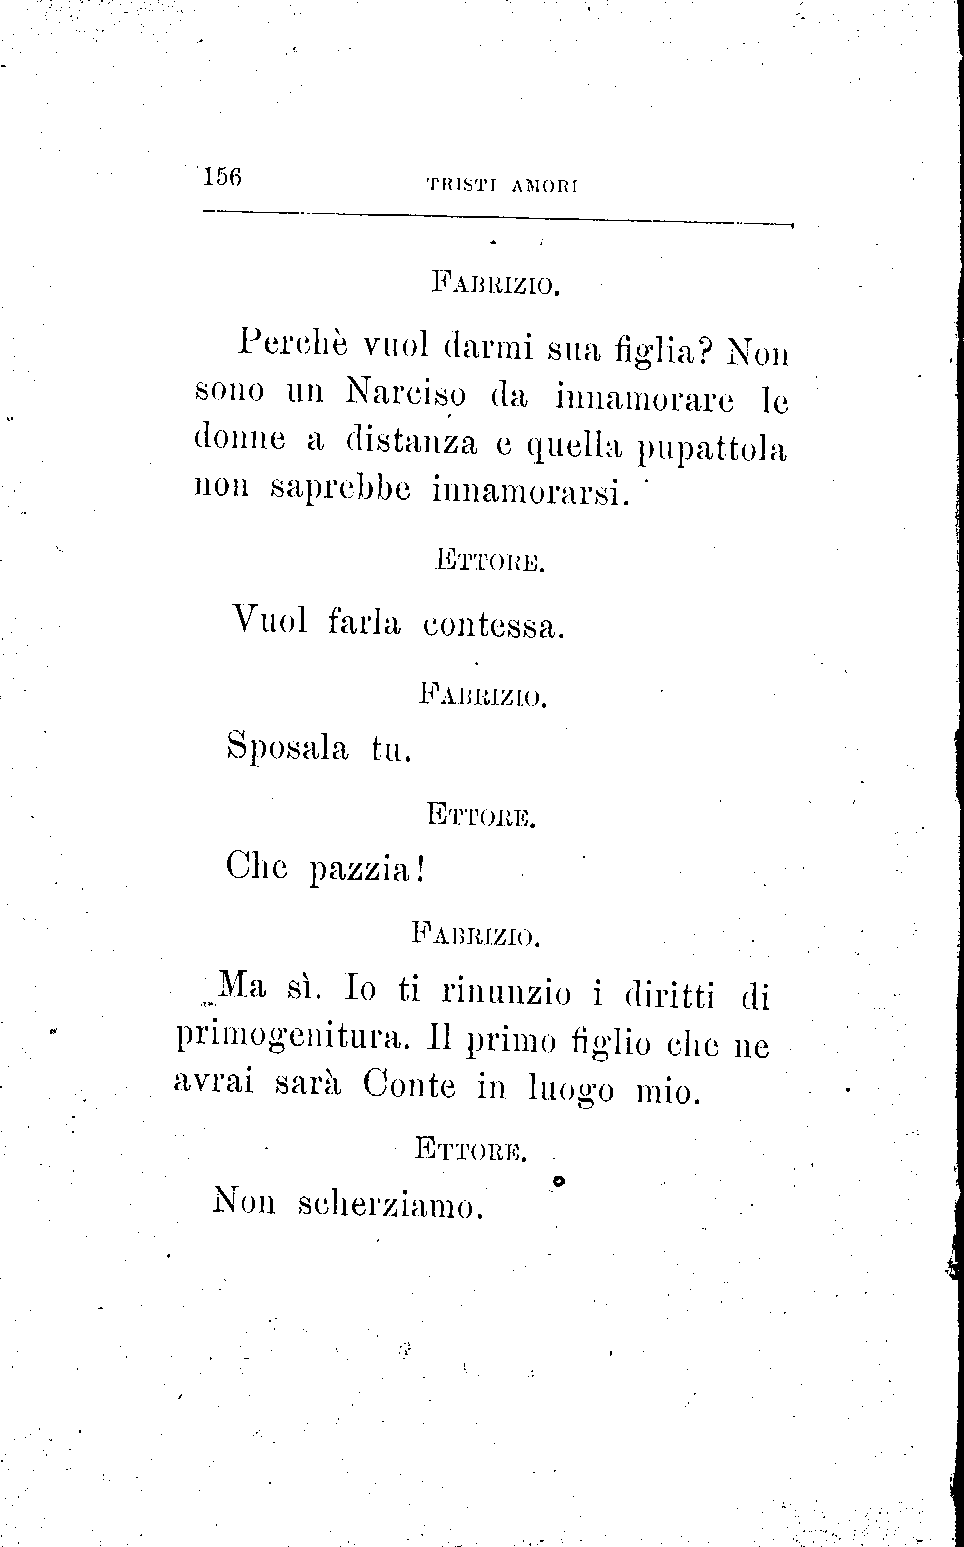 156 TRISTI AMORI
FABRIZIO.
Perchè vuol darmi sua figlia? Non
sono un Narciso da innamorare le
donne a distanza e quella pupattola
non saprebbe innamorarsi.
ETTORE.
Vuol farla contessa.
FABRIZIO.
Sposala tu.
ETTORE.
Che pazzia!
FABRIZIO.
Ma sì. Io ti rinunzio i diritti di
primogenitura. Il primo figlio che ne
avrai sarà Conte in luogo mio.
ETTORE.
Non scherziamo.